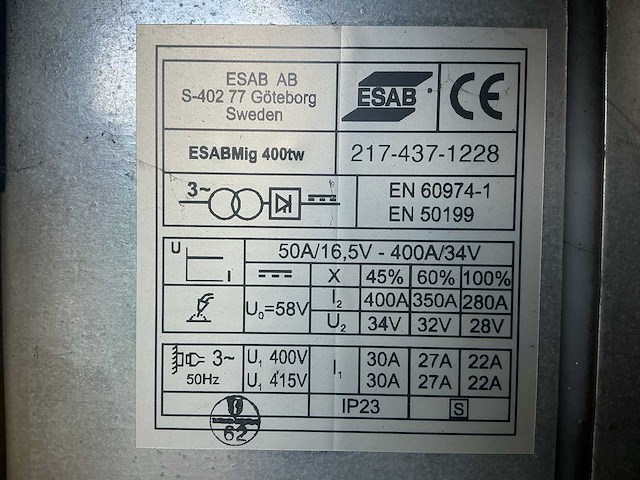 ESAB AB
S-402 77 Göteborg
Sweden
ESAB®
CE
ESABMig 400tw
217-437-1228
3~
EN 60974-1
EN 50199
U
I
50A/16,5V - 400A/34V
X 45% 60% 100%
U₀=58V
I₂ 400A 350A 280A
U₂ 34V 32V 28V
3~
50Hz
U₁ 400V
U₁ 415V
I₁
30A 27A 22A
30A 27A 22A
IP23
S
62